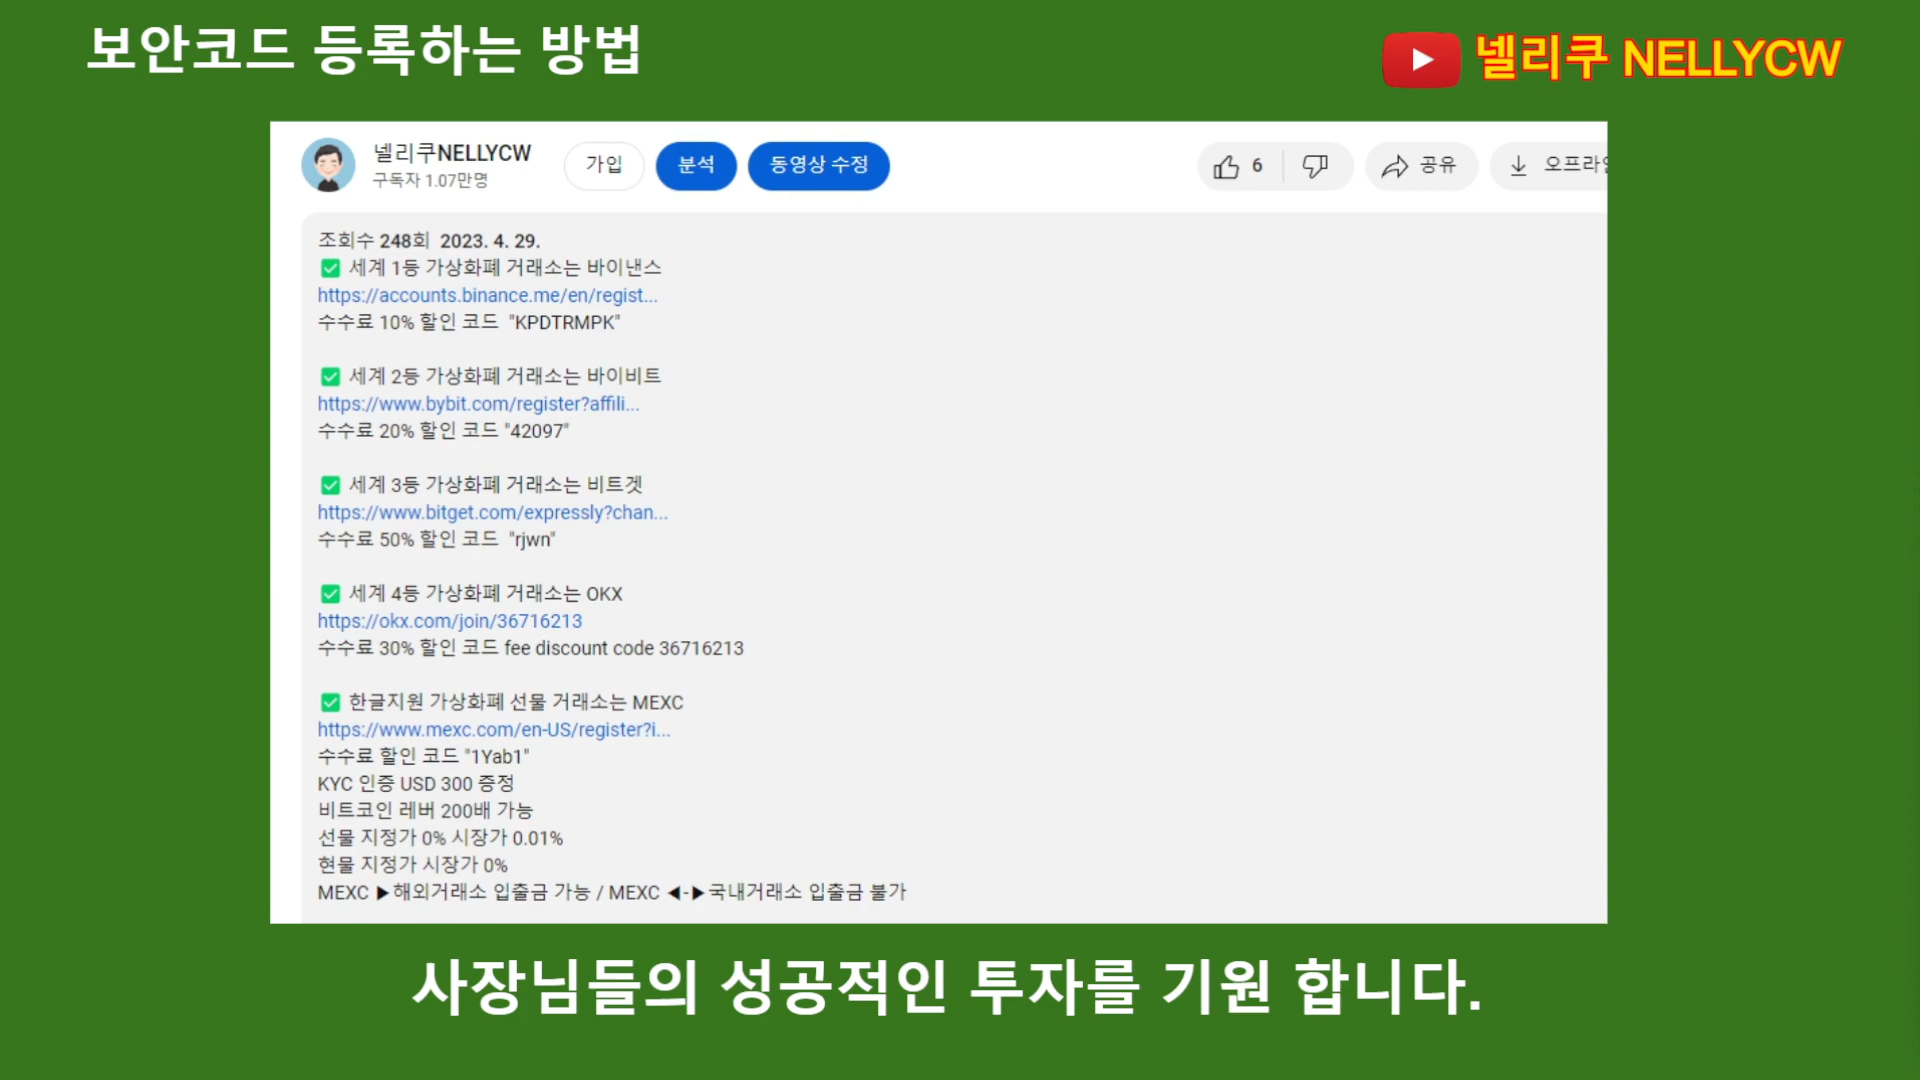 보안코드 등록하는 방법
넬리쿠 NELLYCW
넬리쿠NELLYCW
구독자 1.07만명
가입
분석
동영상 수정
6
공유
오프라인
조회수 248회 2023. 4. 29.
✅ 세계 1등 가상화폐 거래소는 바이낸스
https://accounts.binance.me/en/regist...
수수료 10% 할인 코드 "KPDTRMPK"
✅ 세계 2등 가상화폐 거래소는 바이비트
https://www.bybit.com/register?affili...
수수료 20% 할인 코드 "42097"
✅ 세계 3등 가상화폐 거래소는 비트겟
https://www.bitget.com/expressly?chan...
수수료 50% 할인 코드 "rjwn"
✅ 세계 4등 가상화폐 거래소는 OKX
https://okx.com/join/36716213
수수료 30% 할인 코드 fee discount code 36716213
✅ 한글지원 가상화폐 선물 거래소는 MEXC
https://www.mexc.com/en-US/register?i...
수수료 할인 코드 "1Yab1"
KYC 인증 USD 300 증정
비트코인 레버 200배 가능
선물 지정가 0% 시장가 0.01%
현물 지정가 시장가 0%
MEXC ▶해외거래소 입출금 가능 / MEXC ◀-▶국내거래소 입출금 불가
사장님들의 성공적인 투자를 기원 합니다.